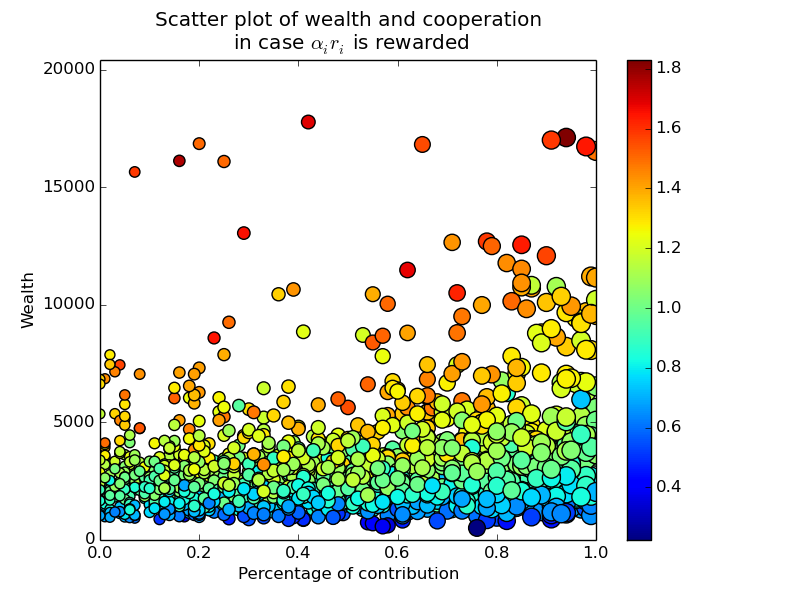 Scatter plot of wealth and cooperation
in case αᵢrᵢ is rewarded
20000
15000
10000
5000
0
Wealth
0.0 0.2 0.4 0.6 0.8 1.0
Percentage of contribution
1.8
1.6
1.4
1.2
1.0
0.8
0.6
0.4